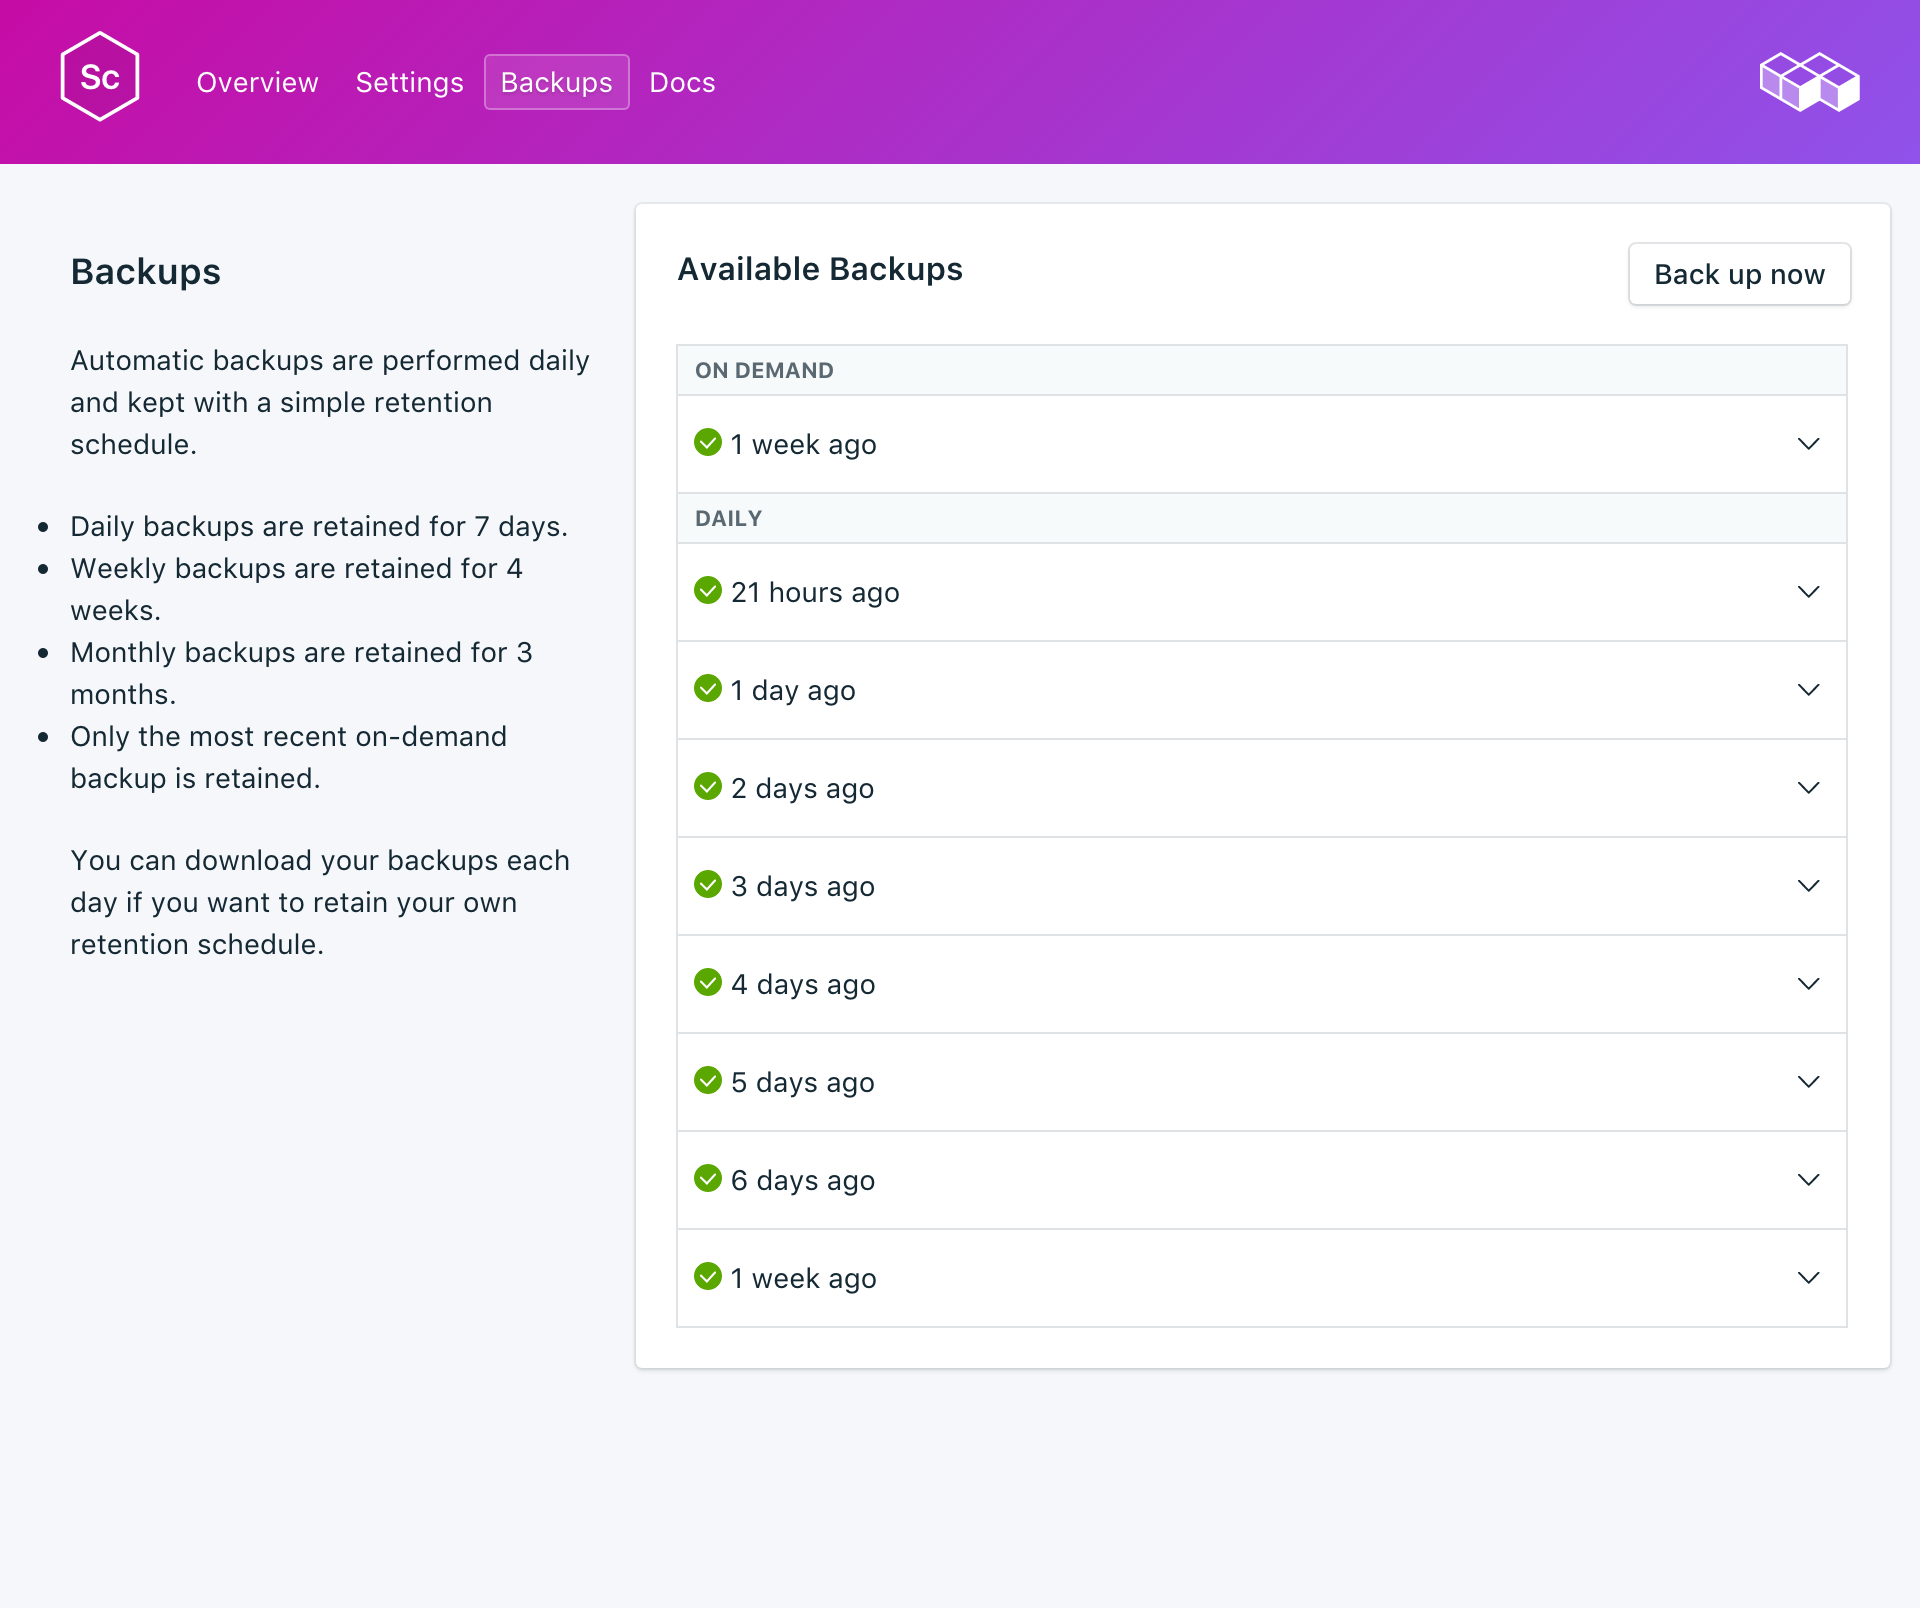 Sc
Overview
Settings
Backups
Docs
Backups
Automatic backups are performed daily
and kept with a simple retention
schedule.
Daily backups are retained for 7 days.
Weekly backups are retained for 4
weeks.
Monthly backups are retained for 3
months.
Only the most recent on-demand
backup is retained.
You can download your backups each
day if you want to retain your own
retention schedule.
Available Backups
Back up now
ON DEMAND
1 week ago
DAILY
21 hours ago
1 day ago
2 days ago
3 days ago
4 days ago
5 days ago
6 days ago
1 week ago